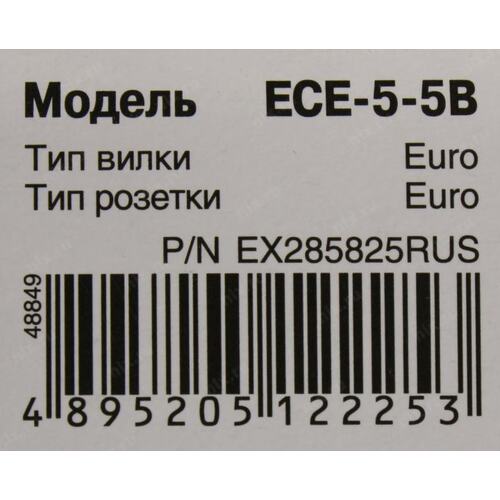 Модель ECE-5-5B
Тип вилки Euro
Тип розетки Euro
P/N EX285825RUS
48849
4 895205 122253